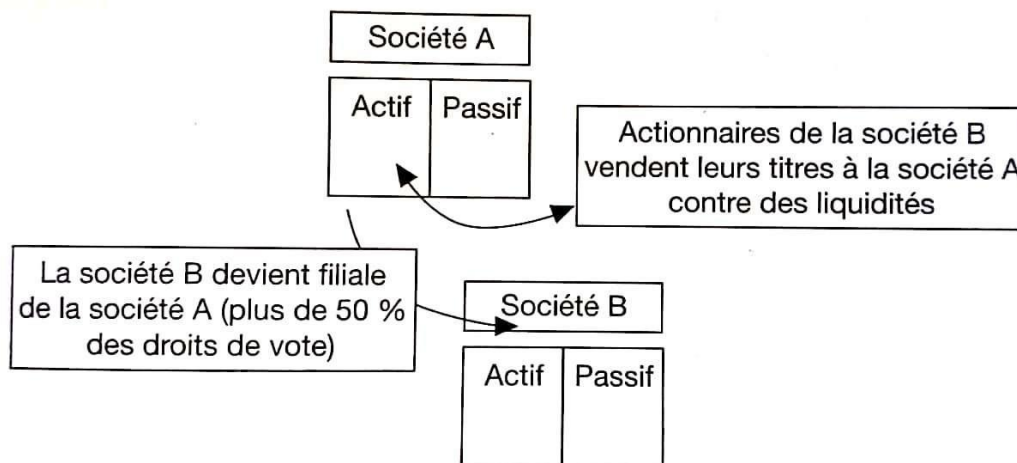 Société A
Actif Passif
Actionnaires de la société B
vendent leurs titres à la société A
contre des liquidités
La société B devient filiale
de la société A (plus de 50 %
des droits de vote)
Société B
Actif Passif